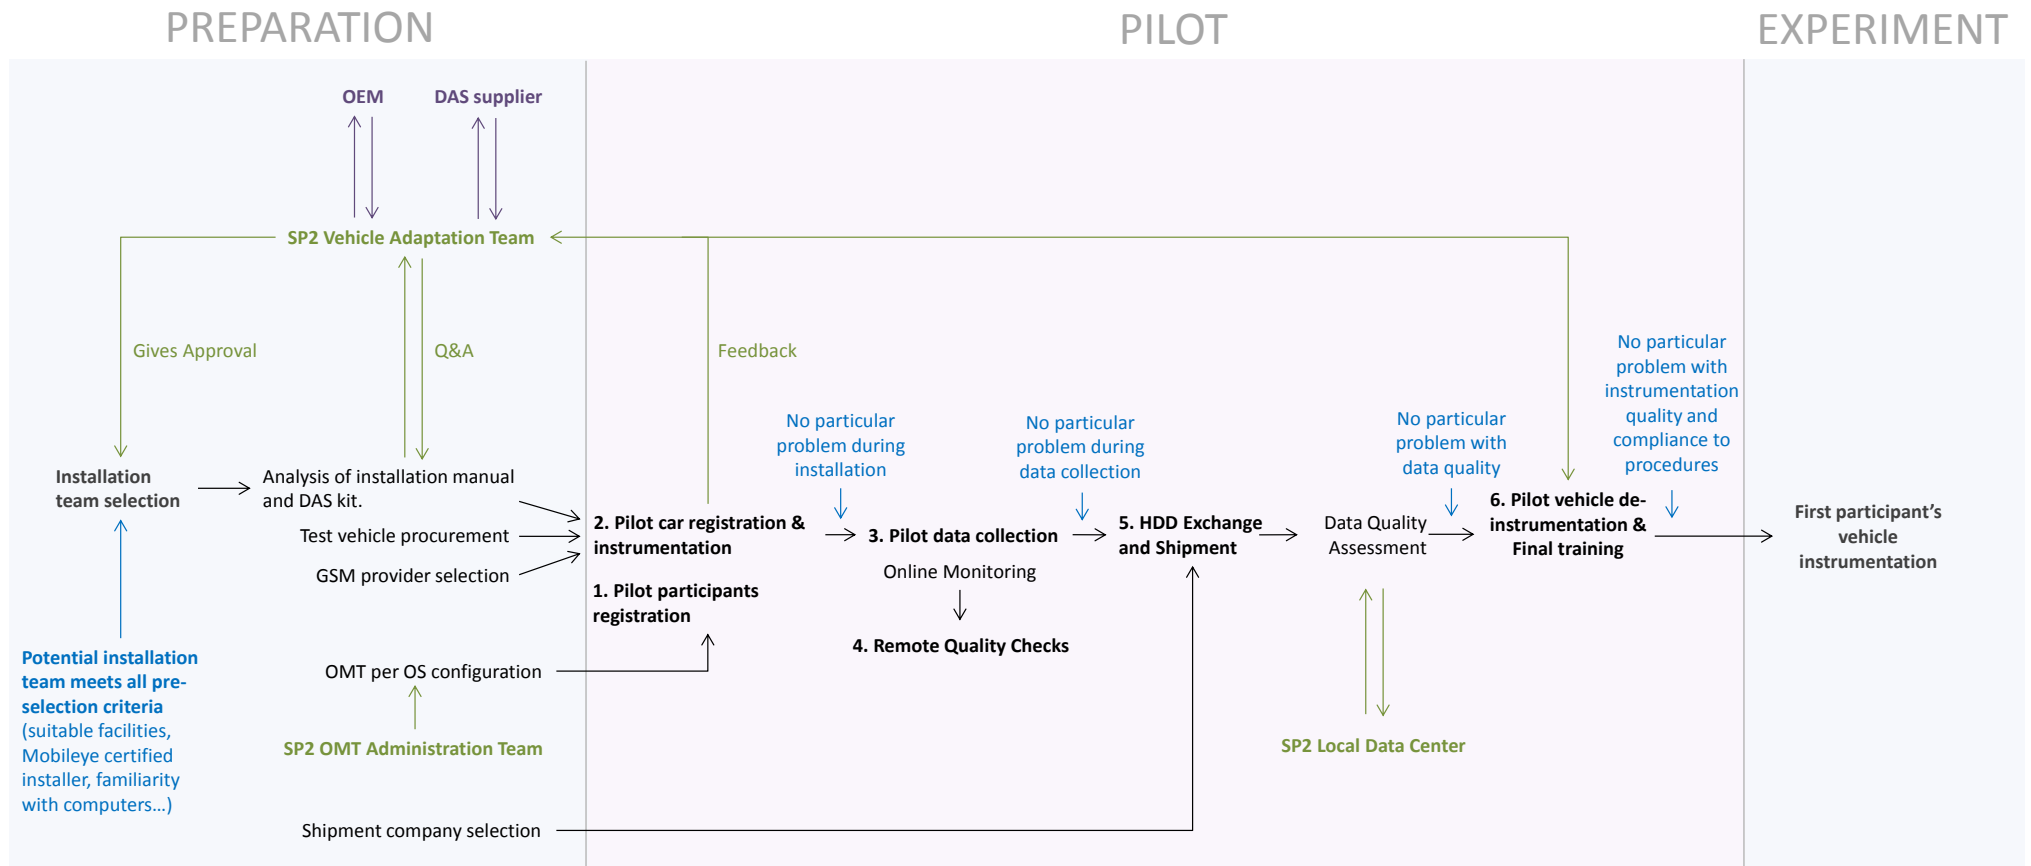 PREPARATION
PILOT
EXPERIMENT
OEM
DAS supplier
SP2 Vehicle Adaptation Team
Gives Approval
Q&A
Feedback
Installation
team selection
Analysis of installation manual
and DAS kit.
Test vehicle procurement
GSM provider selection
Potential installation
team meets all pre-
selection criteria
(suitable facilities,
Mobileye certified
installer, familiarity
with computers...)
OMT per OS configuration
SP2 OMT Administration Team
Shipment company selection
2. Pilot car registration &
instrumentation
1. Pilot participants
registration
No particular
problem during
installation
3. Pilot data collection
Online Monitoring
4. Remote Quality Checks
No particular
problem during
data collection
5. HDD Exchange
and Shipment
Data Quality
Assessment
SP2 Local Data Center
No particular
problem with
data quality
6. Pilot vehicle de-
instrumentation &
Final training
No particular
problem with
instrumentation
quality and
compliance to
procedures
First participant's
vehicle
instrumentation